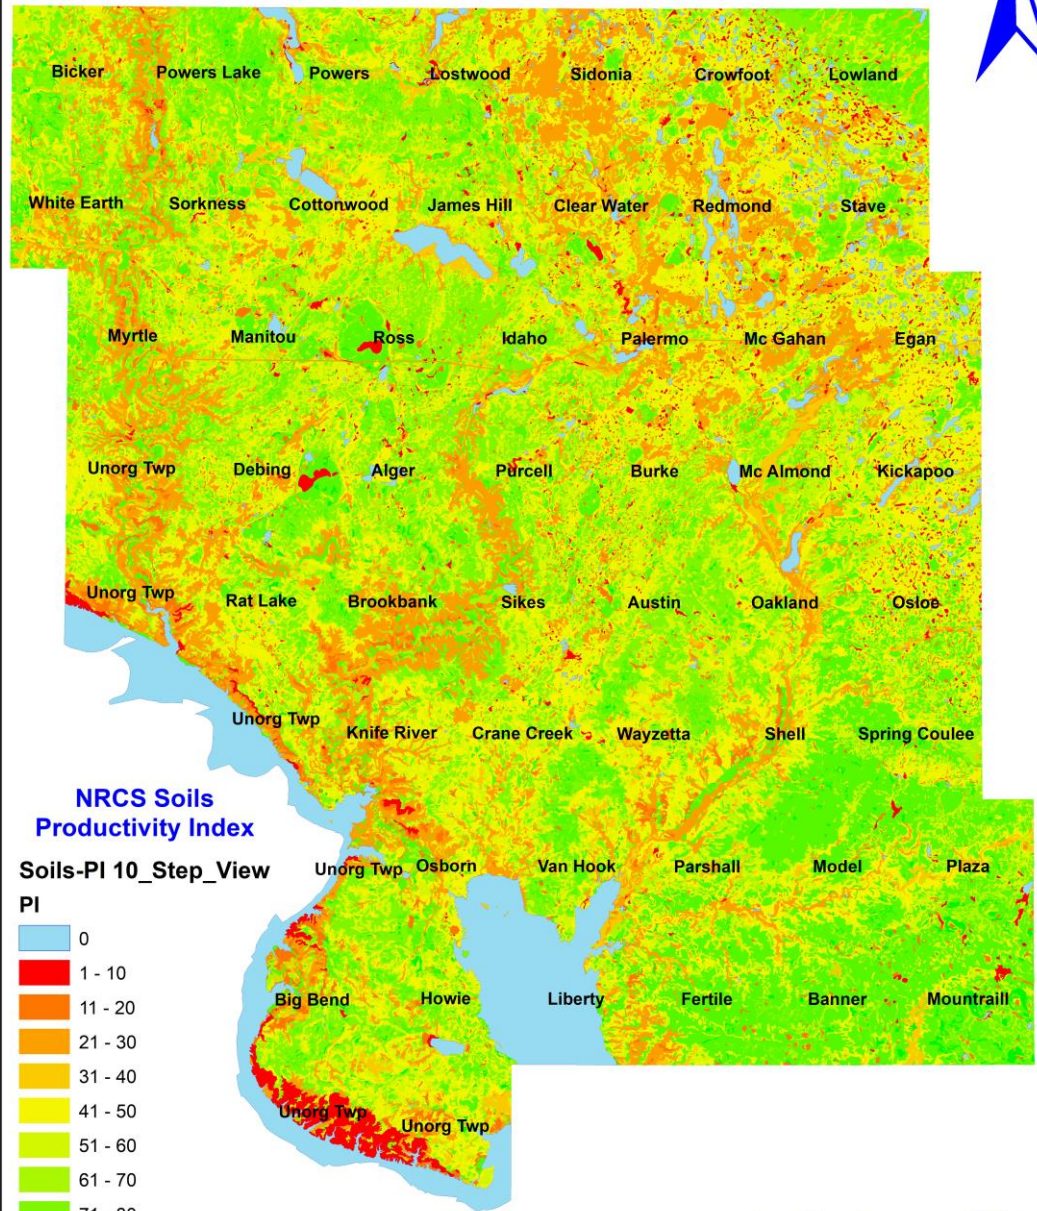 Bicker Powers Lake Powers Lostwood Sidonia Crowfoot Lowland
White Earth Sorkness Cottonwood James Hill Clear Water Redmond Stave
Myrtle Manitou Ross Idaho Palermo Mc Gahan Egan
Unorg Twp Debing Alger Purcell Burke Mc Almond Kickapoo
Unorg Twp Rat Lake Brookbank Sikes Austin Oakland Osloe
Unorg Twp Knife River Crane Creek Wayzetta Shell Spring Coulee
Unorg Twp Osborn Van Hook Parshall Model Plaza
Big Bend Howie Liberty Fertile Banner Mountraill
Unorg Twp Unorg Twp
NRCS Soils
Productivity Index
Soils-PI 10_Step_View
PI
0
1 - 10
11 - 20
21 - 30
31 - 40
41 - 50
51 - 60
61 - 70